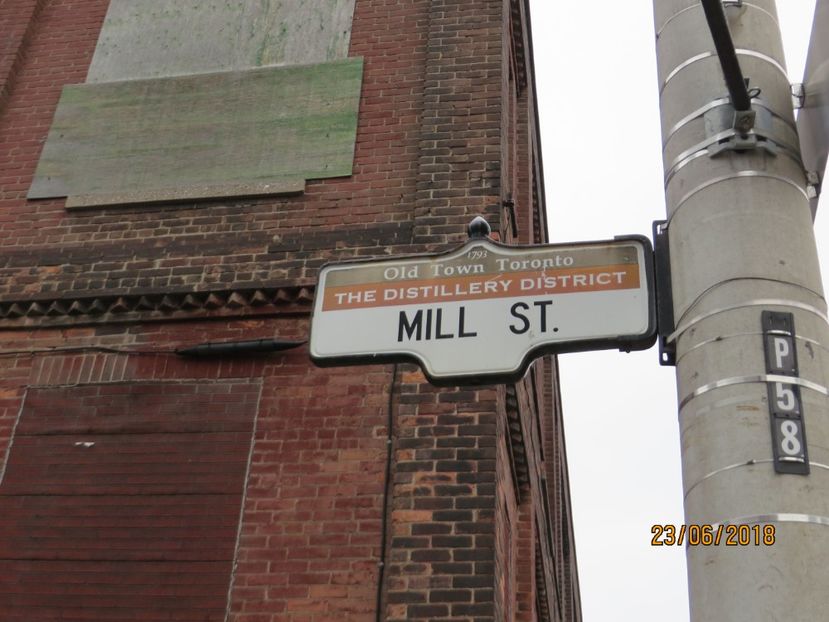 1793
Old Town Toronto
THE DISTILLERY DISTRICT
MILL ST.
P
5
8
23/06/2018